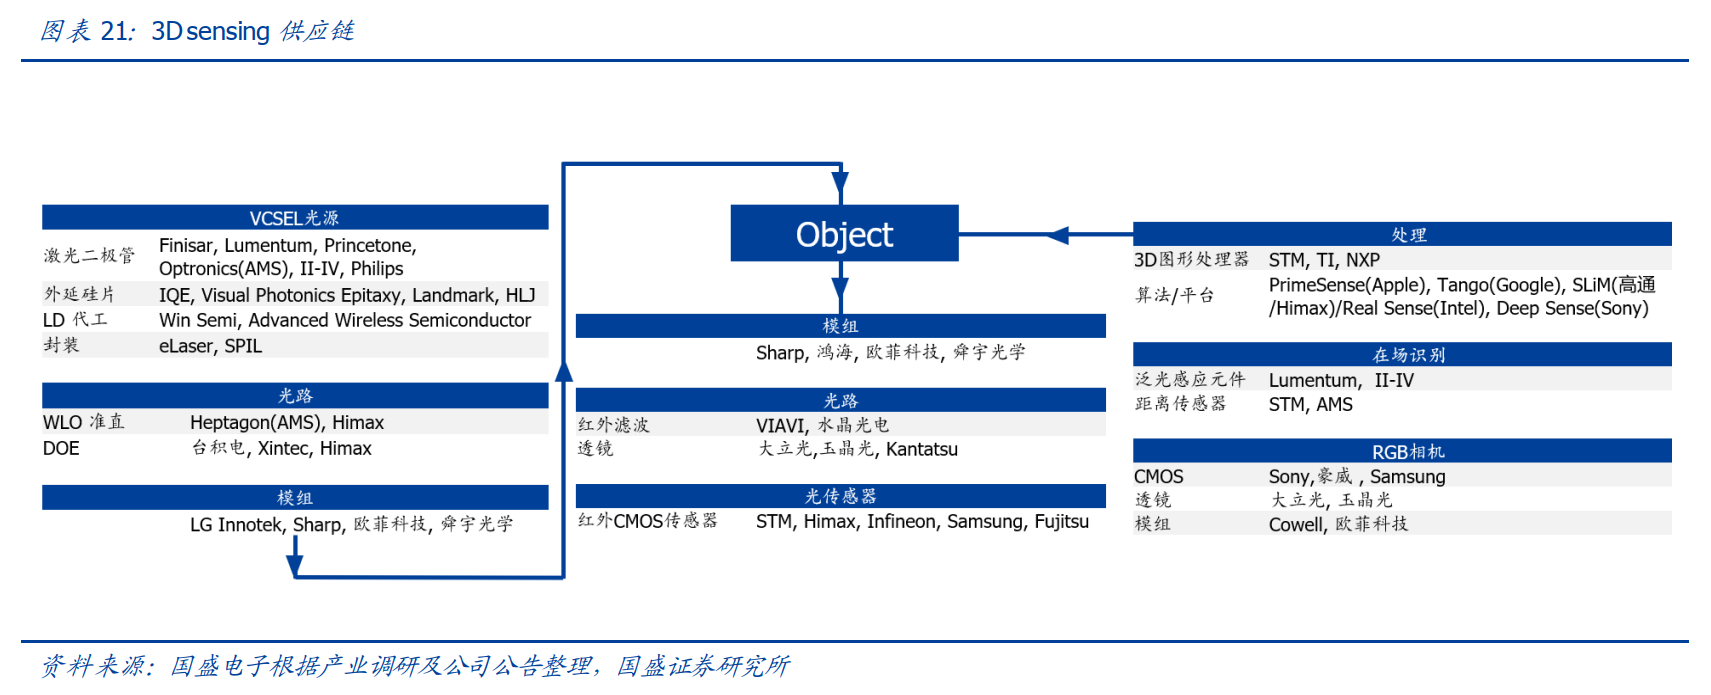 图表 21：3D sensing 供应链
VCSEL光源
激光二极管 Finisar, Lumentum, Princetone,
Optronics(AMS), II-IV, Philips
外延硅片 IQE, Visual Photonics Epitaxy, Landmark, HLJ
LD 代工 Win Semi, Advanced Wireless Semiconductor
封装 eLaser, SPIL
光路
WLO 准直 Heptagon(AMS), Himax
DOE 台积电, Xintec, Himax
模组
LG Innotek, Sharp, 欧菲科技, 舜宇光学
Object
模组
Sharp, 鸿海, 欧菲科技, 舜宇光学
光路
红外滤波 VIAVI, 水晶光电
透镜 大立光,玉晶光, Kantatsu
光传感器
红外CMOS传感器 STM, Himax, Infineon, Samsung, Fujitsu
处理
3D图形处理器 STM, TI, NXP
算法/平台 PrimeSense(Apple), Tango(Google), SLiM(高通
/Himax)/Real Sense(Intel), Deep Sense(Sony)
在场识别
泛光感应元件 Lumentum, II-IV
距离传感器 STM, AMS
RGB相机
CMOS Sony,豪威 , Samsung
透镜 大立光, 玉晶光
模组 Cowell, 欧菲科技
资料来源：国盛电子根据产业调研及公司公告整理，国盛证券研究所